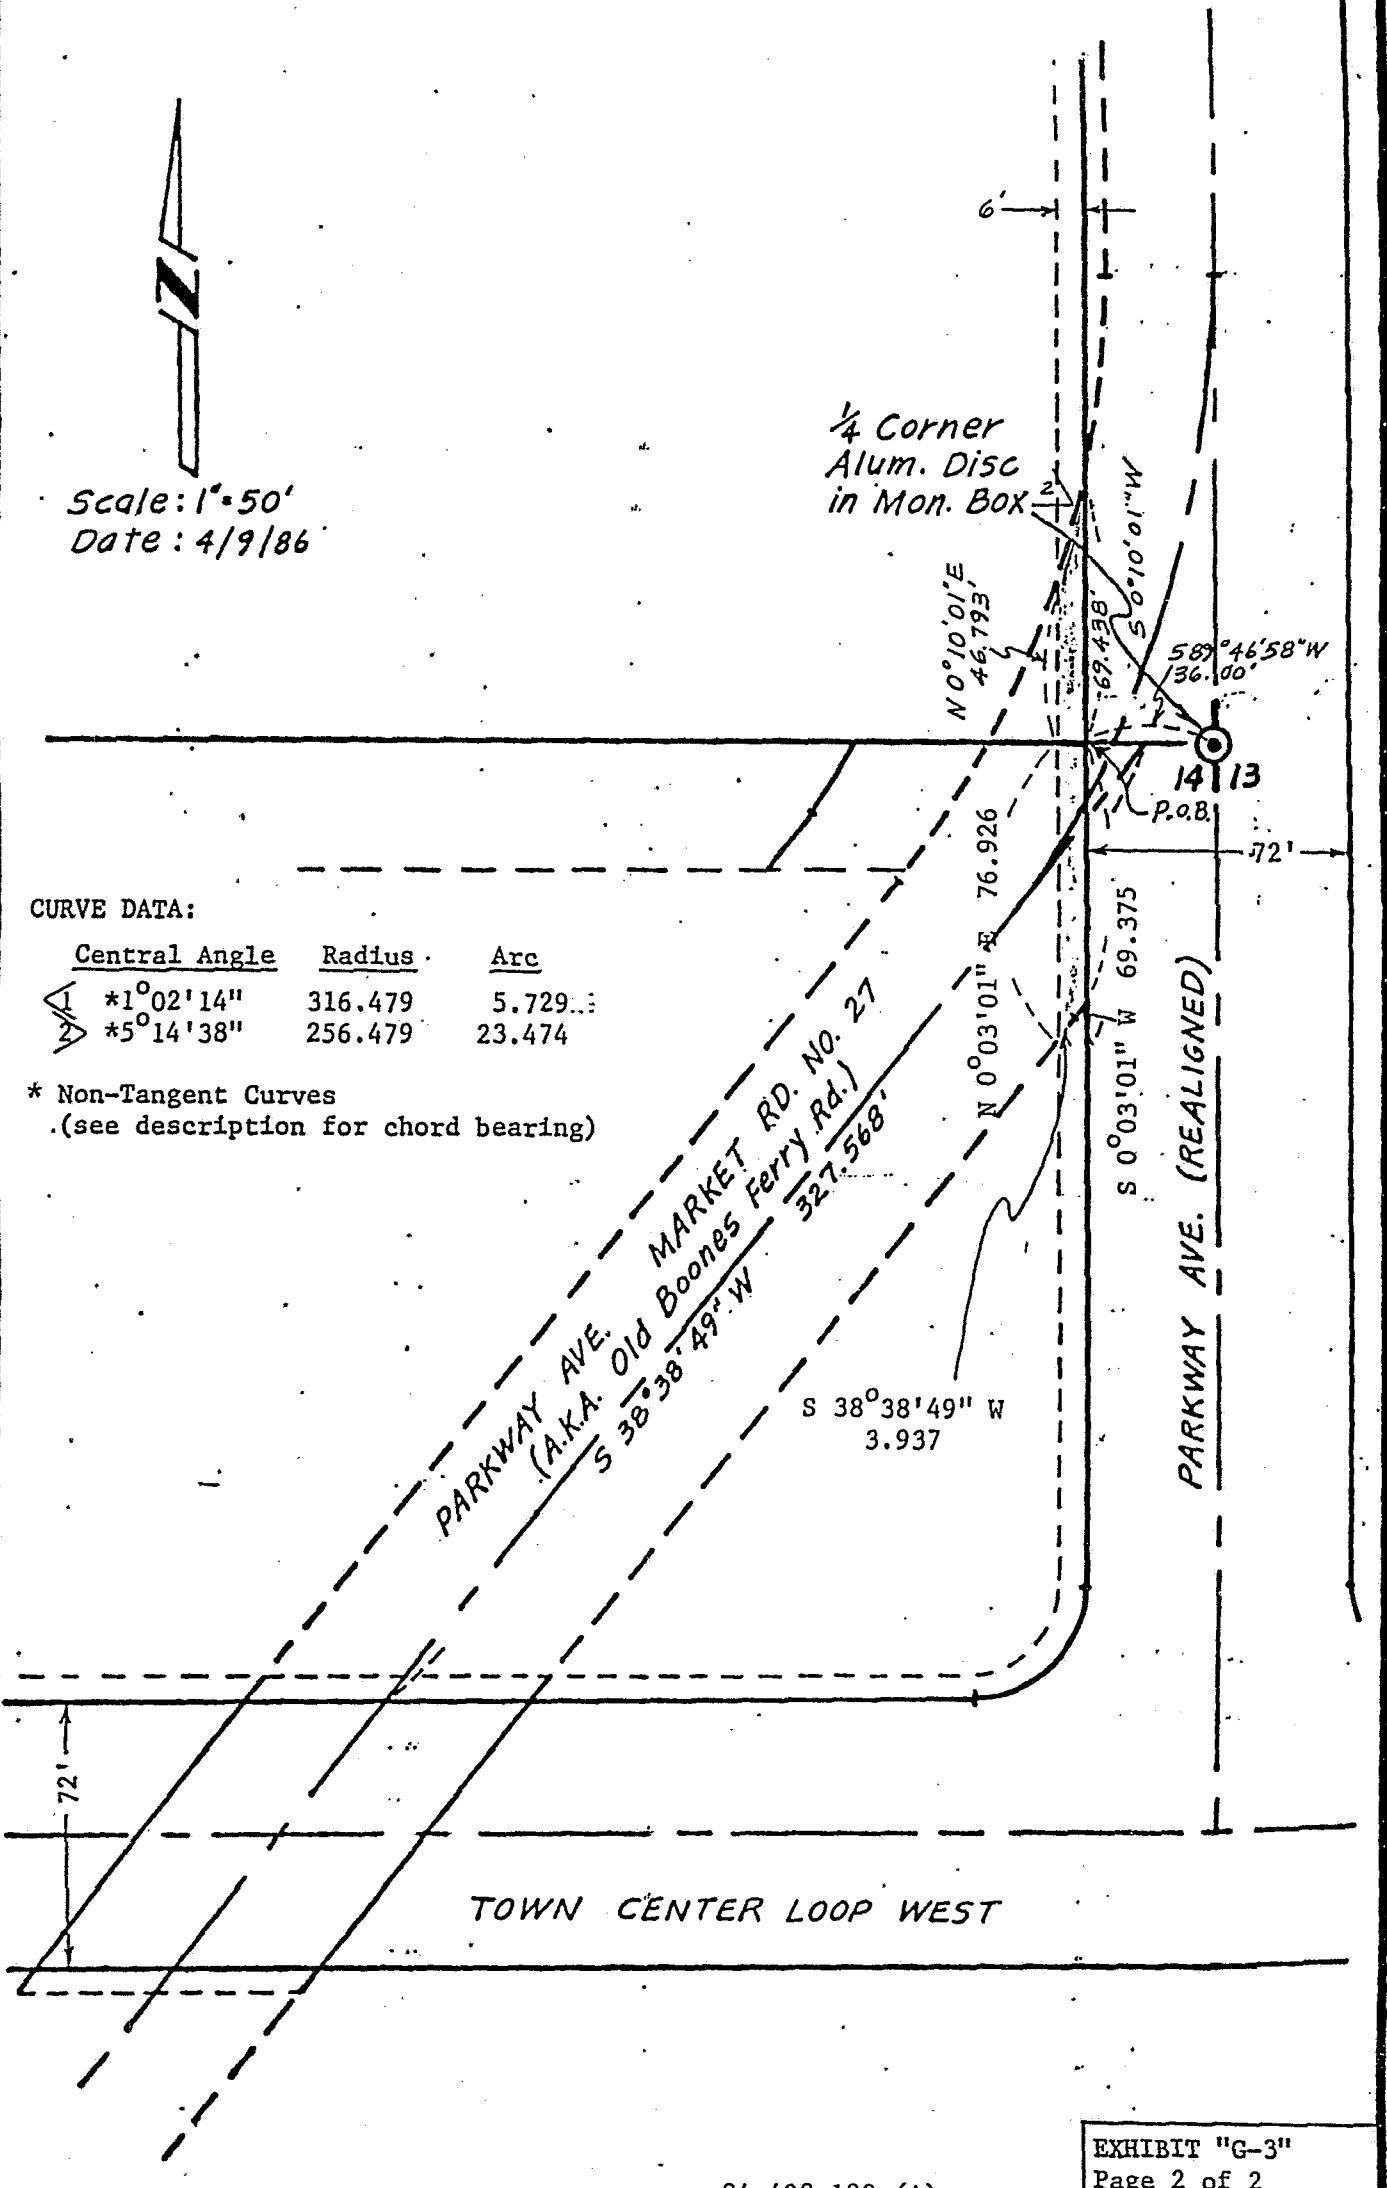 6'
N
1/4 Corner
Alum. Disc
in Mon. Box
2
Scale: 1"=50'
Date: 4/9/86
N 0°10'01" E
46.793'
S 0°10'01" W
69.438'
S89°46'58"W
36.00'
14 13
P.O.B.
72'
CURVE DATA:
Central Angle Radius Arc
1 *1°02'14" 316.479 5.729
2 *5°14'38" 256.479 23.474
* Non-Tangent Curves
(see description for chord bearing)
N 0°03'01" E 76.926
S 0°03'01" W 69.375
PARKWAY AVE. (REALIGNED)
PARKWAY AVE. MARKET RD. NO. 27
(A.K.A. Old Boones Ferry Rd.)
S 38°38'49" W 327.568'
S 38°38'49" W
3.937
72'
TOWN CENTER LOOP WEST
EXHIBIT "G-3"
Page 2 of 2